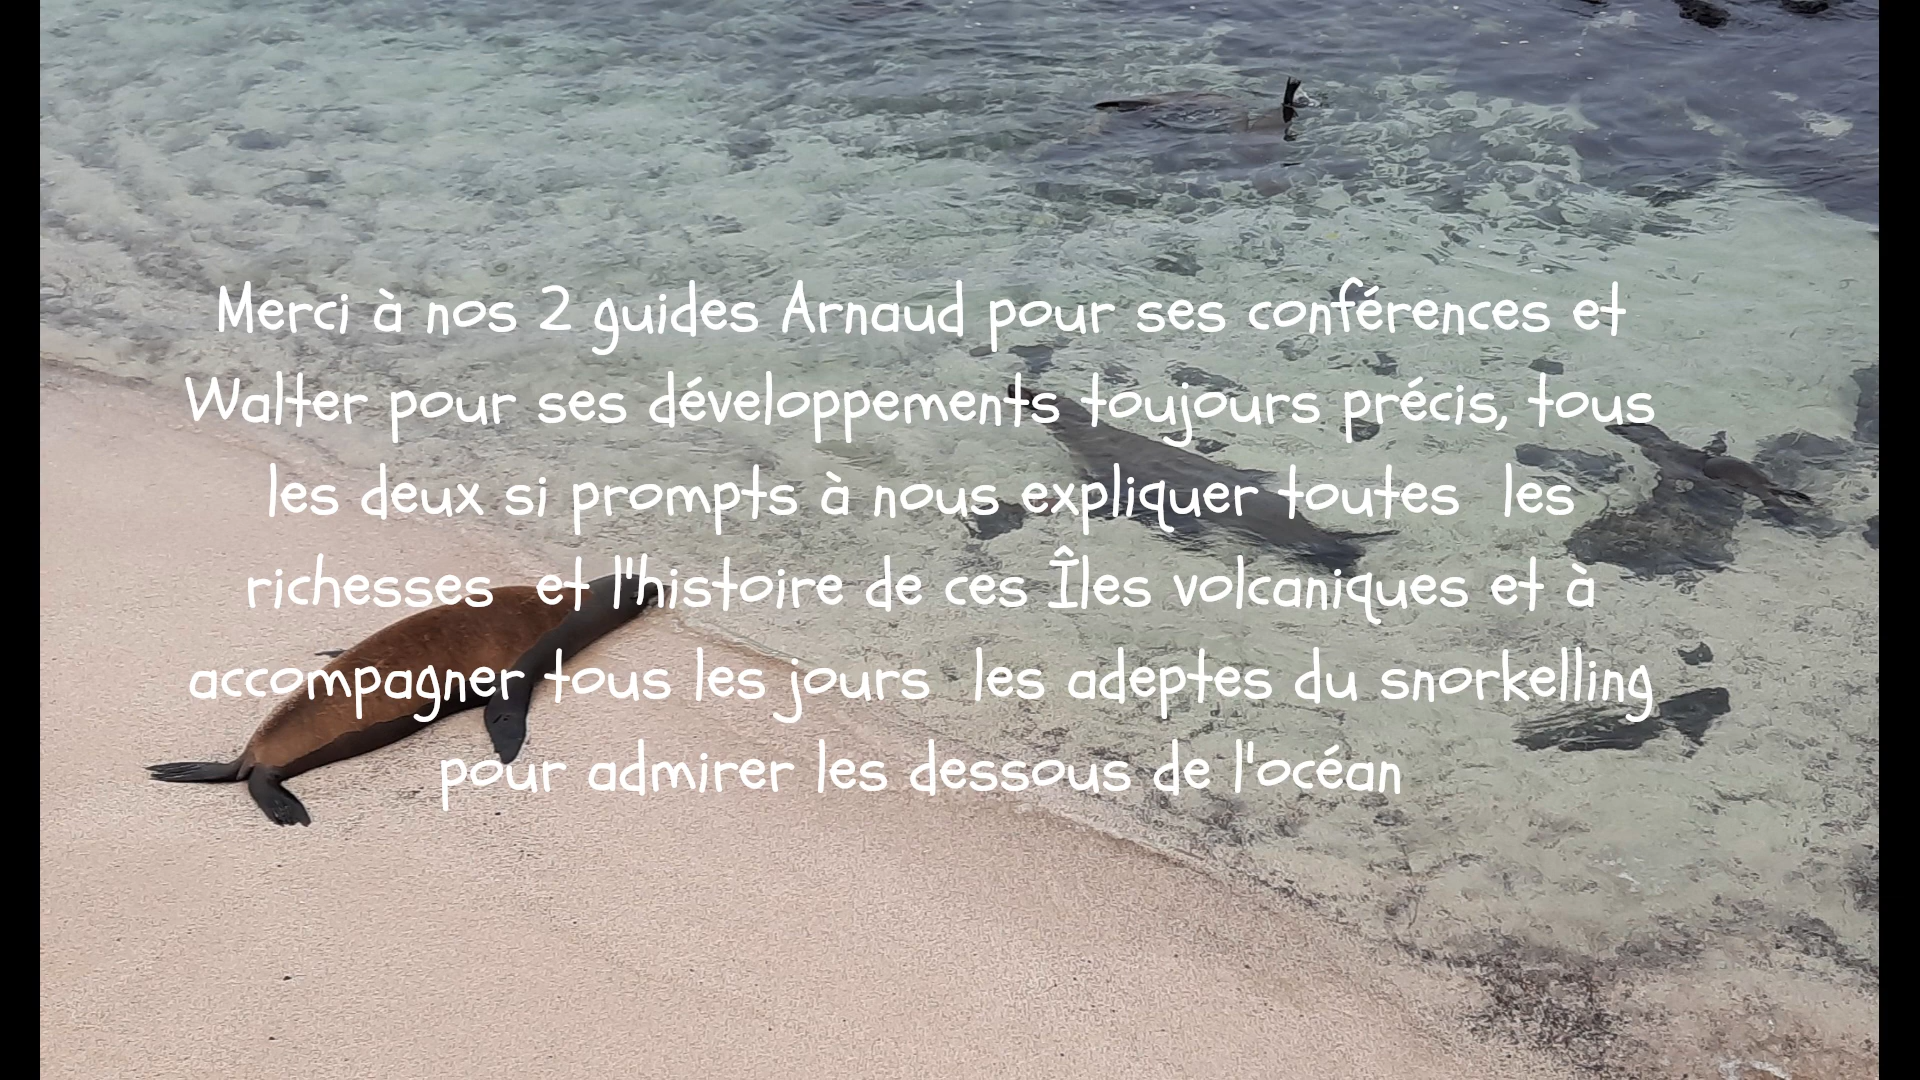 Merci à nos 2 guides Arnaud pour ses conférences et
Walter pour ses développements toujours précis, tous
les deux si prompts à nous expliquer toutes  les
richesses  et l'histoire de ces Îles volcaniques et à
accompagner tous les jours  les adeptes du snorkelling
pour admirer les dessous de l'océan